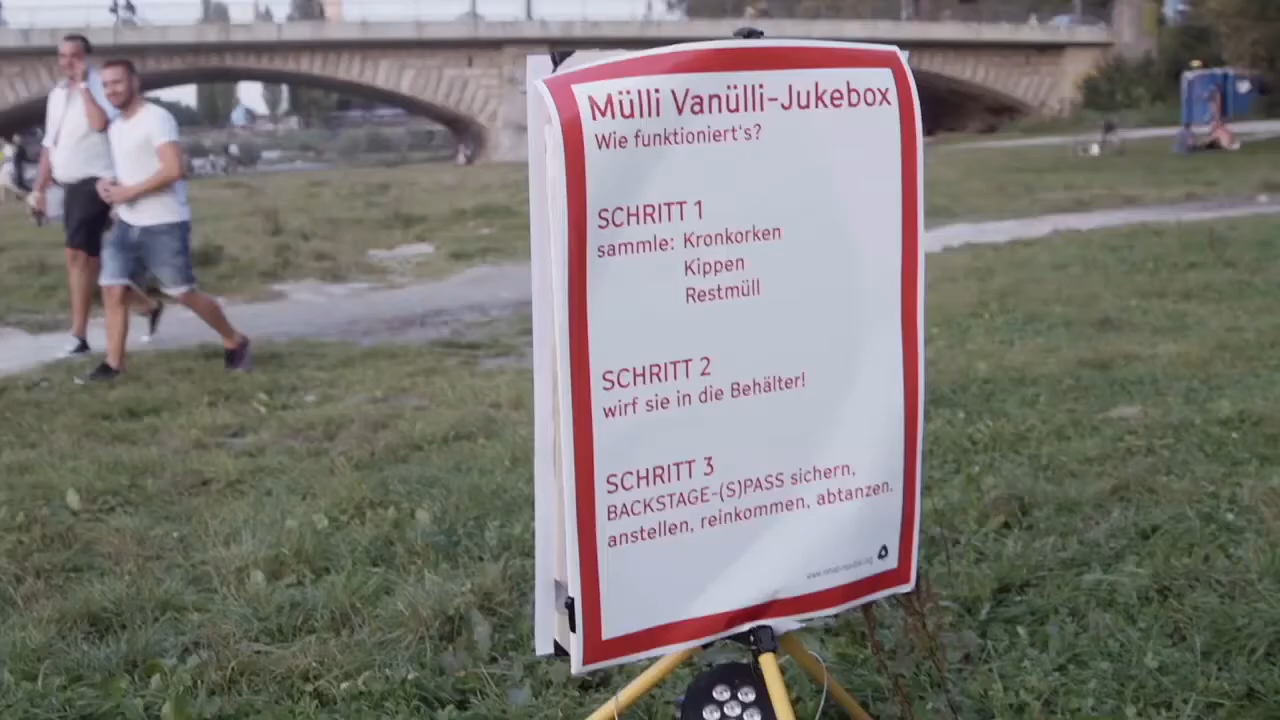 Mülli Vanülli-Jukebox
Wie funktioniert's?
SCHRITT 1
sammle: Kronkorken
Kippen
Restmüll
SCHRITT 2
wirf sie in die Behälter!
SCHRITT 3
BACKSTAGE-(S)PASS sichern,
anstellen, reinkommen, abtanzen.